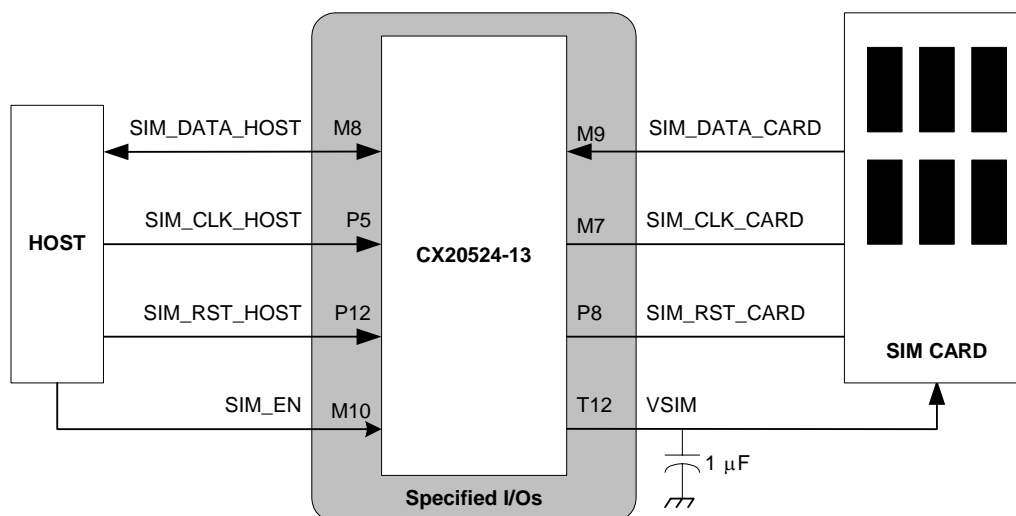 SIM_DATA_HOST M8 M9 SIM_DATA_CARD
SIM_CLK_HOST P5 M7 SIM_CLK_CARD
HOST CX20524-13
SIM_RST_HOST P12 P8 SIM_RST_CARD
SIM CARD
SIM_EN M10 T12 VSIM
1 μF
Specified I/Os